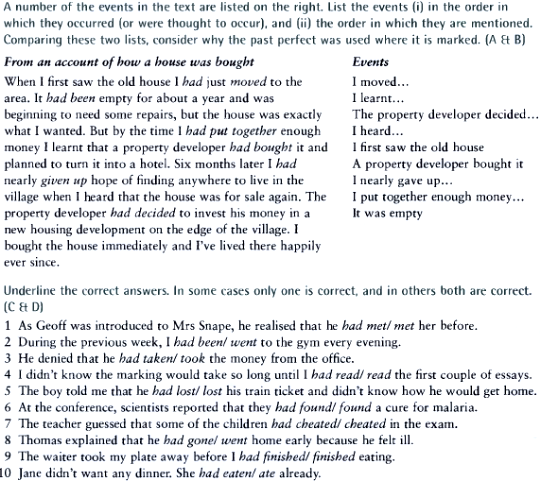 A number of the events in the text are listed on the right. List the events (i) in the order in
which they occurred (or were thought to occur), and (ii) the order in which they are mentioned.
Comparing these two lists, consider why the past perfect was used where it is marked. (A & B)
From an account of how a house was bought
When I first saw the old house I had just moved to the
area. It had been empty for about a year and was
beginning to need some repairs, but the house was exactly
what I wanted. But by the time I had put together enough
money I learnt that a property developer had bought it and
planned to turn it into a hotel. Six months later I had
nearly given up hope of finding anywhere to live in the
village when I heard that the house was for sale again. The
property developer had decided to invest his money in a
new housing development on the edge of the village. I
bought the house immediately and I've lived there happily
ever since.
Events
I moved...
I learnt...
The property developer decided...
I heard...
I first saw the old house
A property developer bought it
I nearly gave up...
I put together enough money...
It was empty
Underline the correct answers. In some cases only one is correct, and in others both are correct.
(C & D)
1 As Geoff was introduced to Mrs Snape, he realised that he had met/ met her before.
2 During the previous week, I had been/ went to the gym every evening.
3 He denied that he had taken/ took the money from the office.
4 I didn't know the marking would take so long until I had read/ read the first couple of essays.
5 The boy told me that he had lost/ lost his train ticket and didn't know how he would get home.
6 At the conference, scientists reported that they had found/ found a cure for malaria.
7 The teacher guessed that some of the children had cheated/ cheated in the exam.
8 Thomas explained that he had gone/ went home early because he felt ill.
9 The waiter took my plate away before I had finished/ finished eating.
10 Jane didn't want any dinner. She had eaten/ ate already.